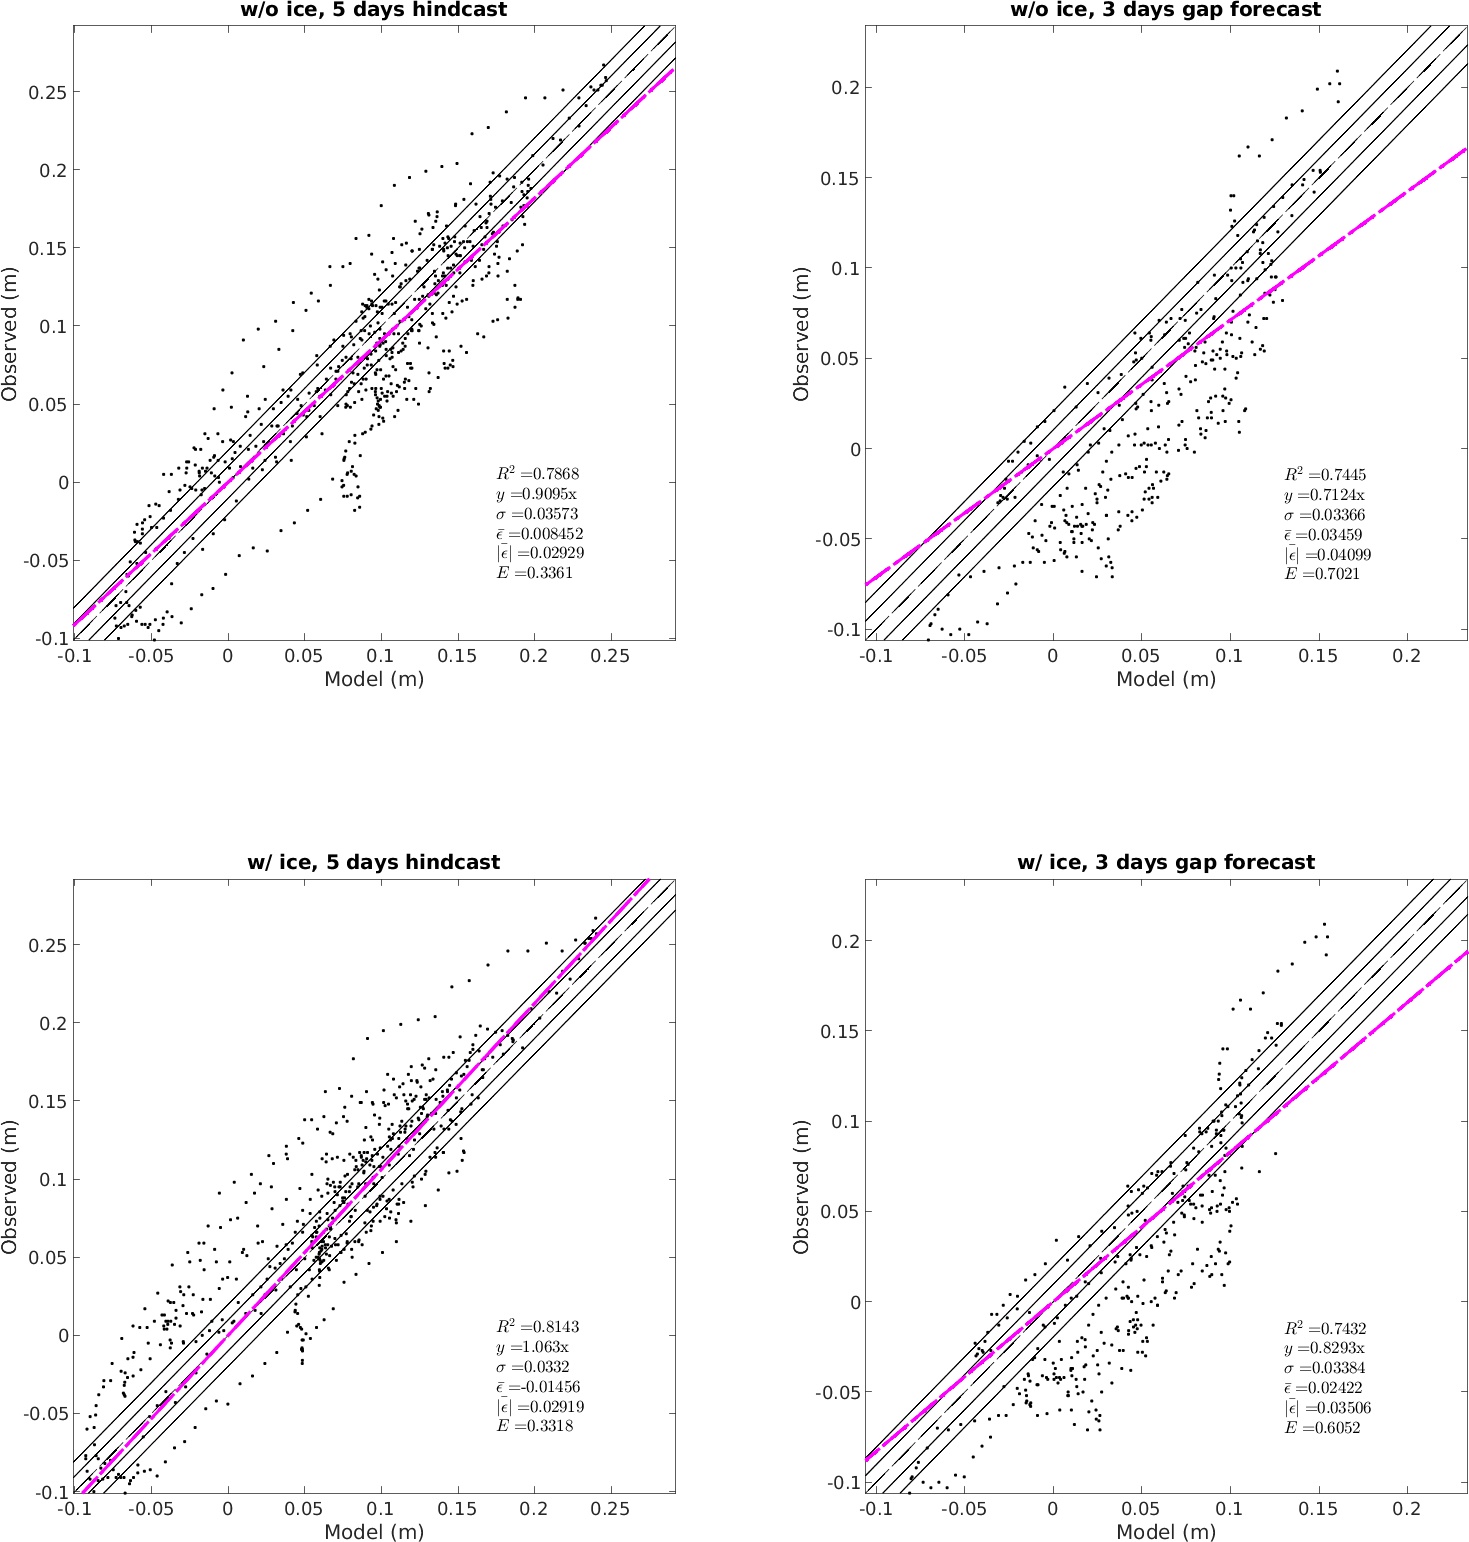 w/o ice, 5 days hindcast
Observed (m)
0.25
0.2
0.15
0.1
0.05
0
-0.05
-0.1
R² =0.7868
y =0.9095x
σ =0.03573
ε̄ =0.008452
|ε̄| =0.02929
E =0.3361
-0.1 -0.05 0 0.05 0.1 0.15 0.2 0.25
Model (m)
w/o ice, 3 days gap forecast
Observed (m)
0.2
0.15
0.1
0.05
0
-0.05
-0.1
R² =0.7445
y =0.7124x
σ =0.03366
ε̄ =0.03459
|ε̄| =0.04099
E =0.7021
-0.1 -0.05 0 0.05 0.1 0.15 0.2
Model (m)
w/ ice, 5 days hindcast
Observed (m)
0.25
0.2
0.15
0.1
0.05
0
-0.05
-0.1
R² =0.8143
y =1.063x
σ =0.0332
ε̄ =-0.01456
|ε̄| =0.02919
E =0.3318
-0.1 -0.05 0 0.05 0.1 0.15 0.2 0.25
Model (m)
w/ ice, 3 days gap forecast
Observed (m)
0.2
0.15
0.1
0.05
0
-0.05
-0.1
R² =0.7432
y =0.8293x
σ =0.03384
ε̄ =0.02422
|ε̄| =0.03506
E =0.6052
-0.1 -0.05 0 0.05 0.1 0.15 0.2
Model (m)